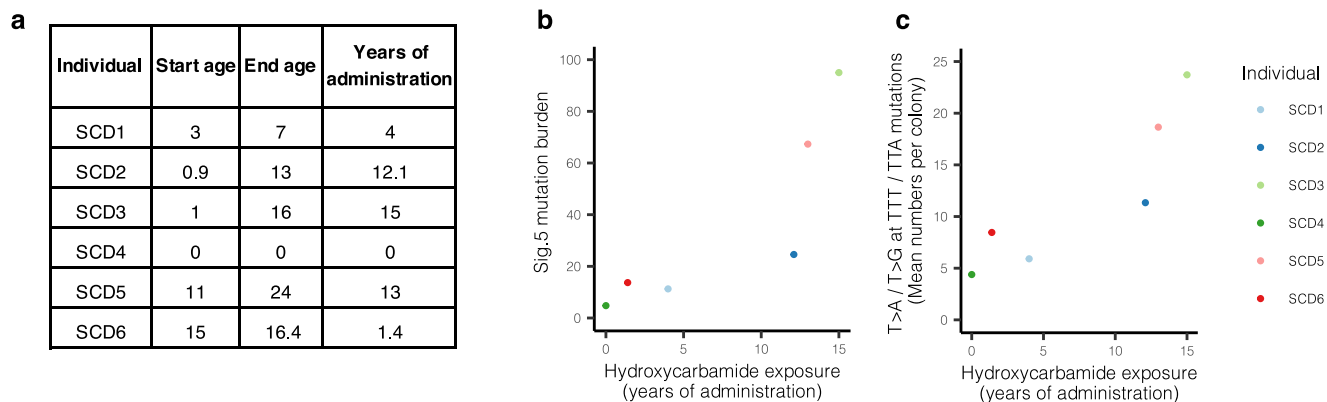 a
Individual Start age End age Years of administration
SCD1 3 7 4
SCD2 0.9 13 12.1
SCD3 1 16 15
SCD4 0 0 0
SCD5 11 24 13
SCD6 15 16.4 1.4
b
Sig.5 mutation burden
100
80
60
40
20
0
0 5 10 15
Hydroxycarbamide exposure
(years of administration)
c
T>A / T>G at TTT / TTA mutations
(Mean numbers per colony)
25
20
15
10
5
0
0 5 10 15
Hydroxycarbamide exposure
(years of administration)
Individual
SCD1
SCD2
SCD3
SCD4
SCD5
SCD6